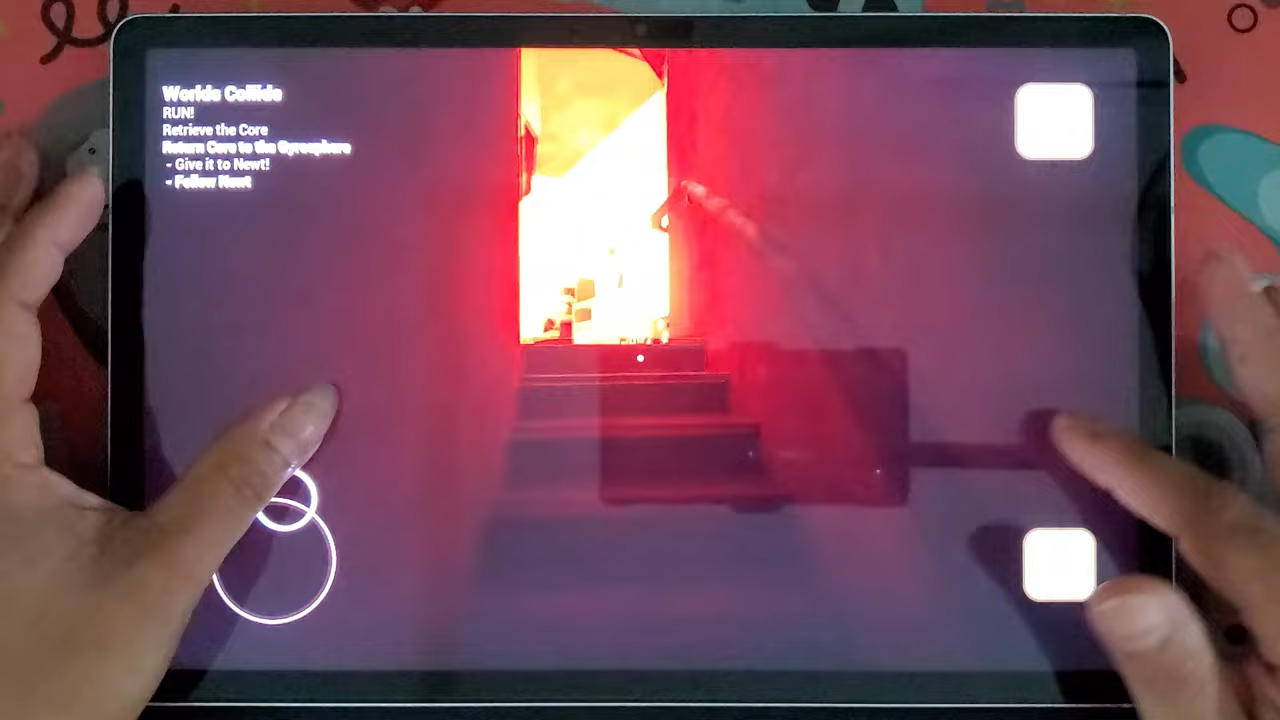 Worlds Collide
RUN!
Retrieve the Core
Return Core to the Gyrosphere
- Give it to Newt!
- Follow Newt